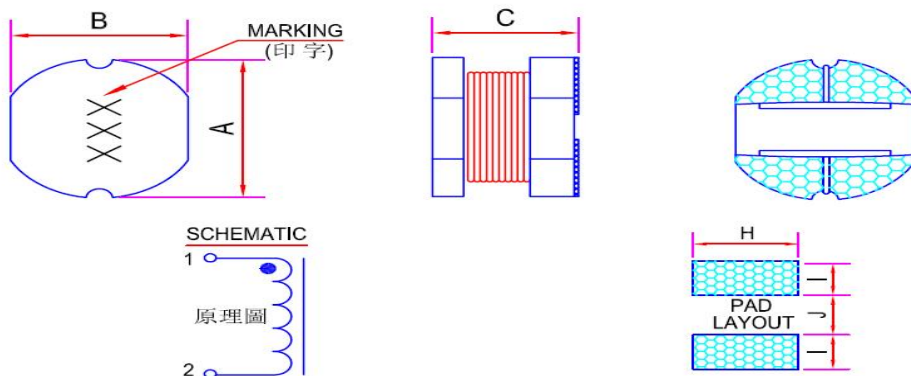 B
MARKING
(印 字)
A
XXX
C
SCHEMATIC
1
原理圖
2
H
I
PAD
LAYOUT
J
I